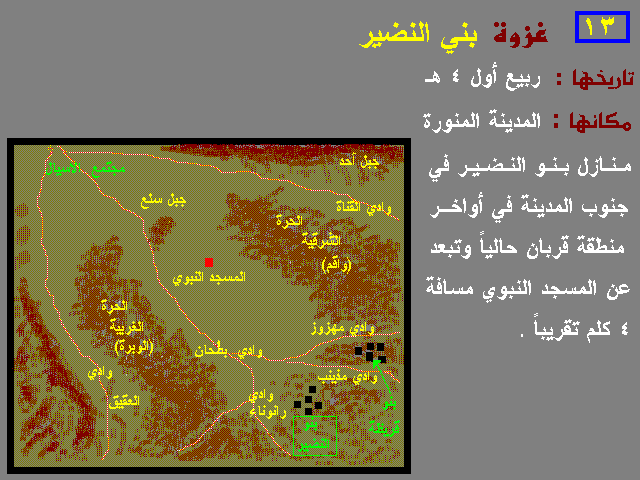 ١٣
غزوة بني النضير
تاريخها : ربيع أول ٤ هـ
مكانها : المدينة المنورة
منازل بنو النضير في
جنوب المدينة في أواخر
منطقة قربان حالياً وتبعد
عن المسجد النبوي مسافة
٤ كلم تقريباً .
جبل أحد
مجتمع الاسيال
جبل سلع
وادي القناة
الحرة
الشرقية
(واقم)
المسجد النبوي
الحرة
الغربية
(الوبرة)
وادي مهزوز
وادي بطحان
وادي مذينب
وادي
العقيق
وادي
رانوناء
بنو
قريظة
بنو
النضير